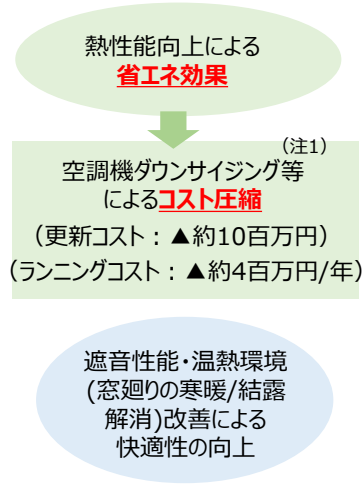 熱性能向上による
省エネ効果
(注1)
空調機ダウンサイジング等
によるコスト圧縮
(更新コスト：▲約10百万円)
(ランニングコスト：▲約4百万円/年)
遮音性能・温熱環境
(窓廻りの寒暖/結露
解消)改善による
快適性の向上